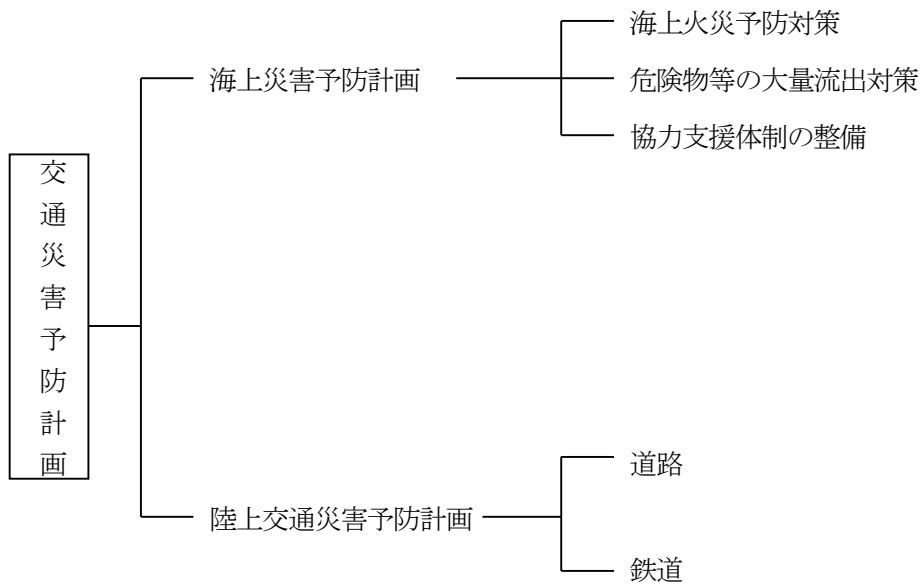 交通災害予防計画
海上災害予防計画
海上火災予防対策
危険物等の大量流出対策
協力支援体制の整備
陸上交通災害予防計画
道路
鉄道